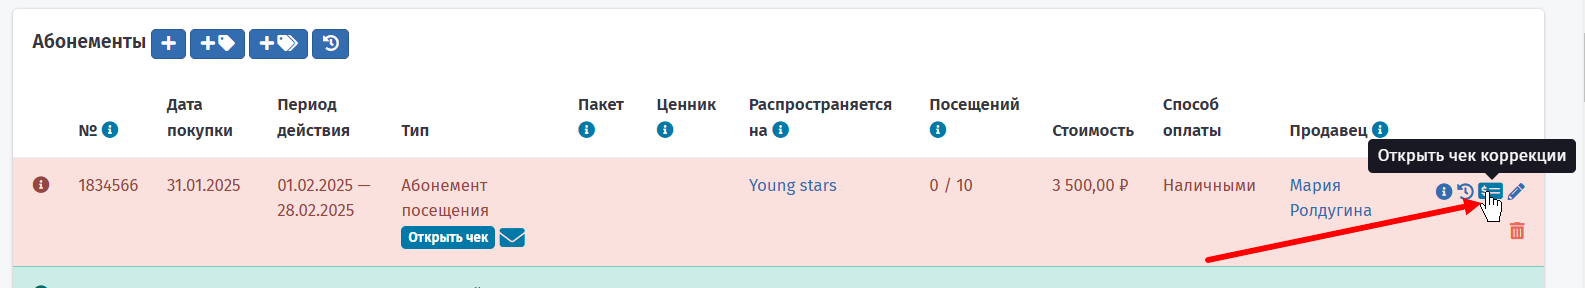 Абонементы
№
Дата покупки
Период действия
Тип
Пакет
Ценник
Распространяется на
Посещений
Стоимость
Способ оплаты
Продавец
Открыть чек коррекции
1834566
31.01.2025
01.02.2025 —
28.02.2025
Абонемент
посещения
Открыть чек
Young stars
0 / 10
3 500,00 ₽
Наличными
Мария
Ролдугина